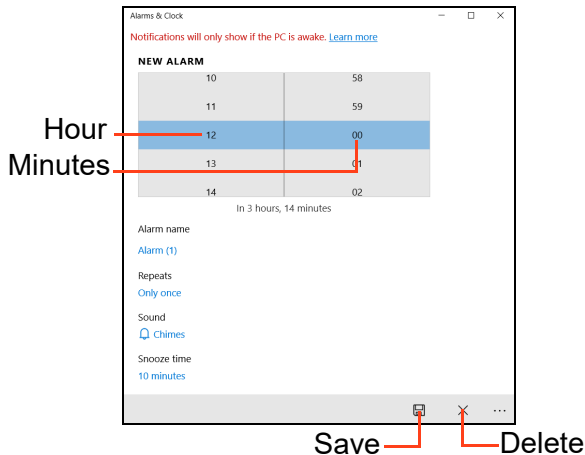 Alarms & Clock
Notifications will only show if the PC is awake. Learn more
NEW ALARM
10 58
11 59
Hour 12 00
Minutes 13 01
14 02
In 3 hours, 14 minutes
Alarm name
Alarm (1)
Repeats
Only once
Sound
Chimes
Snooze time
10 minutes
Save Delete